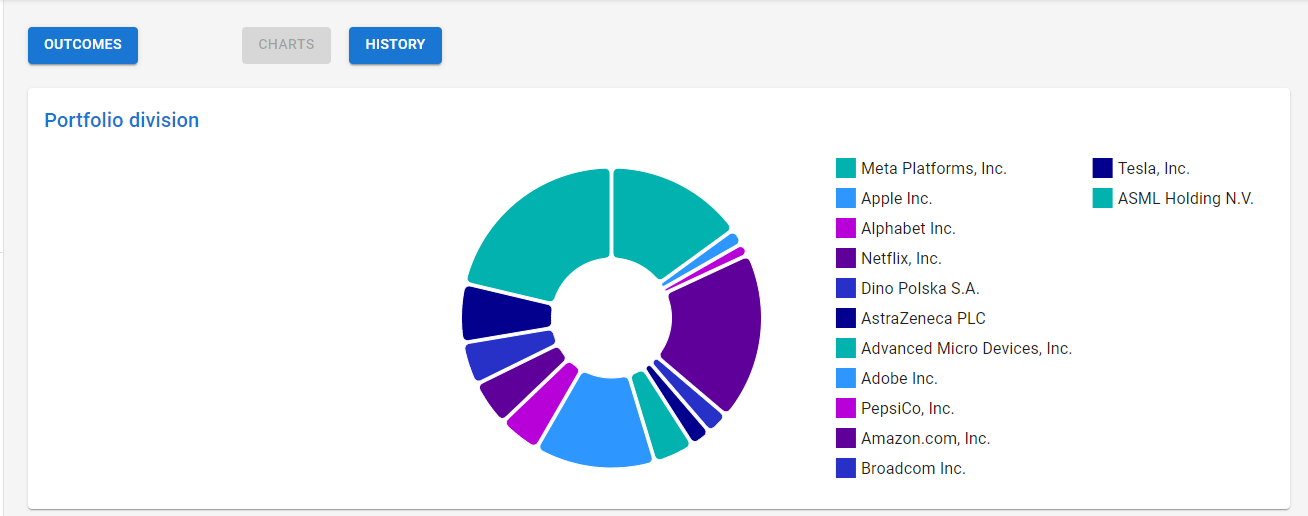 OUTCOMES
CHARTS
HISTORY
Portfolio division
Meta Platforms, Inc.
Apple Inc.
Alphabet Inc.
Netflix, Inc.
Dino Polska S.A.
AstraZeneca PLC
Advanced Micro Devices, Inc.
Adobe Inc.
PepsiCo, Inc.
Amazon.com, Inc.
Broadcom Inc.
Tesla, Inc.
ASML Holding N.V.